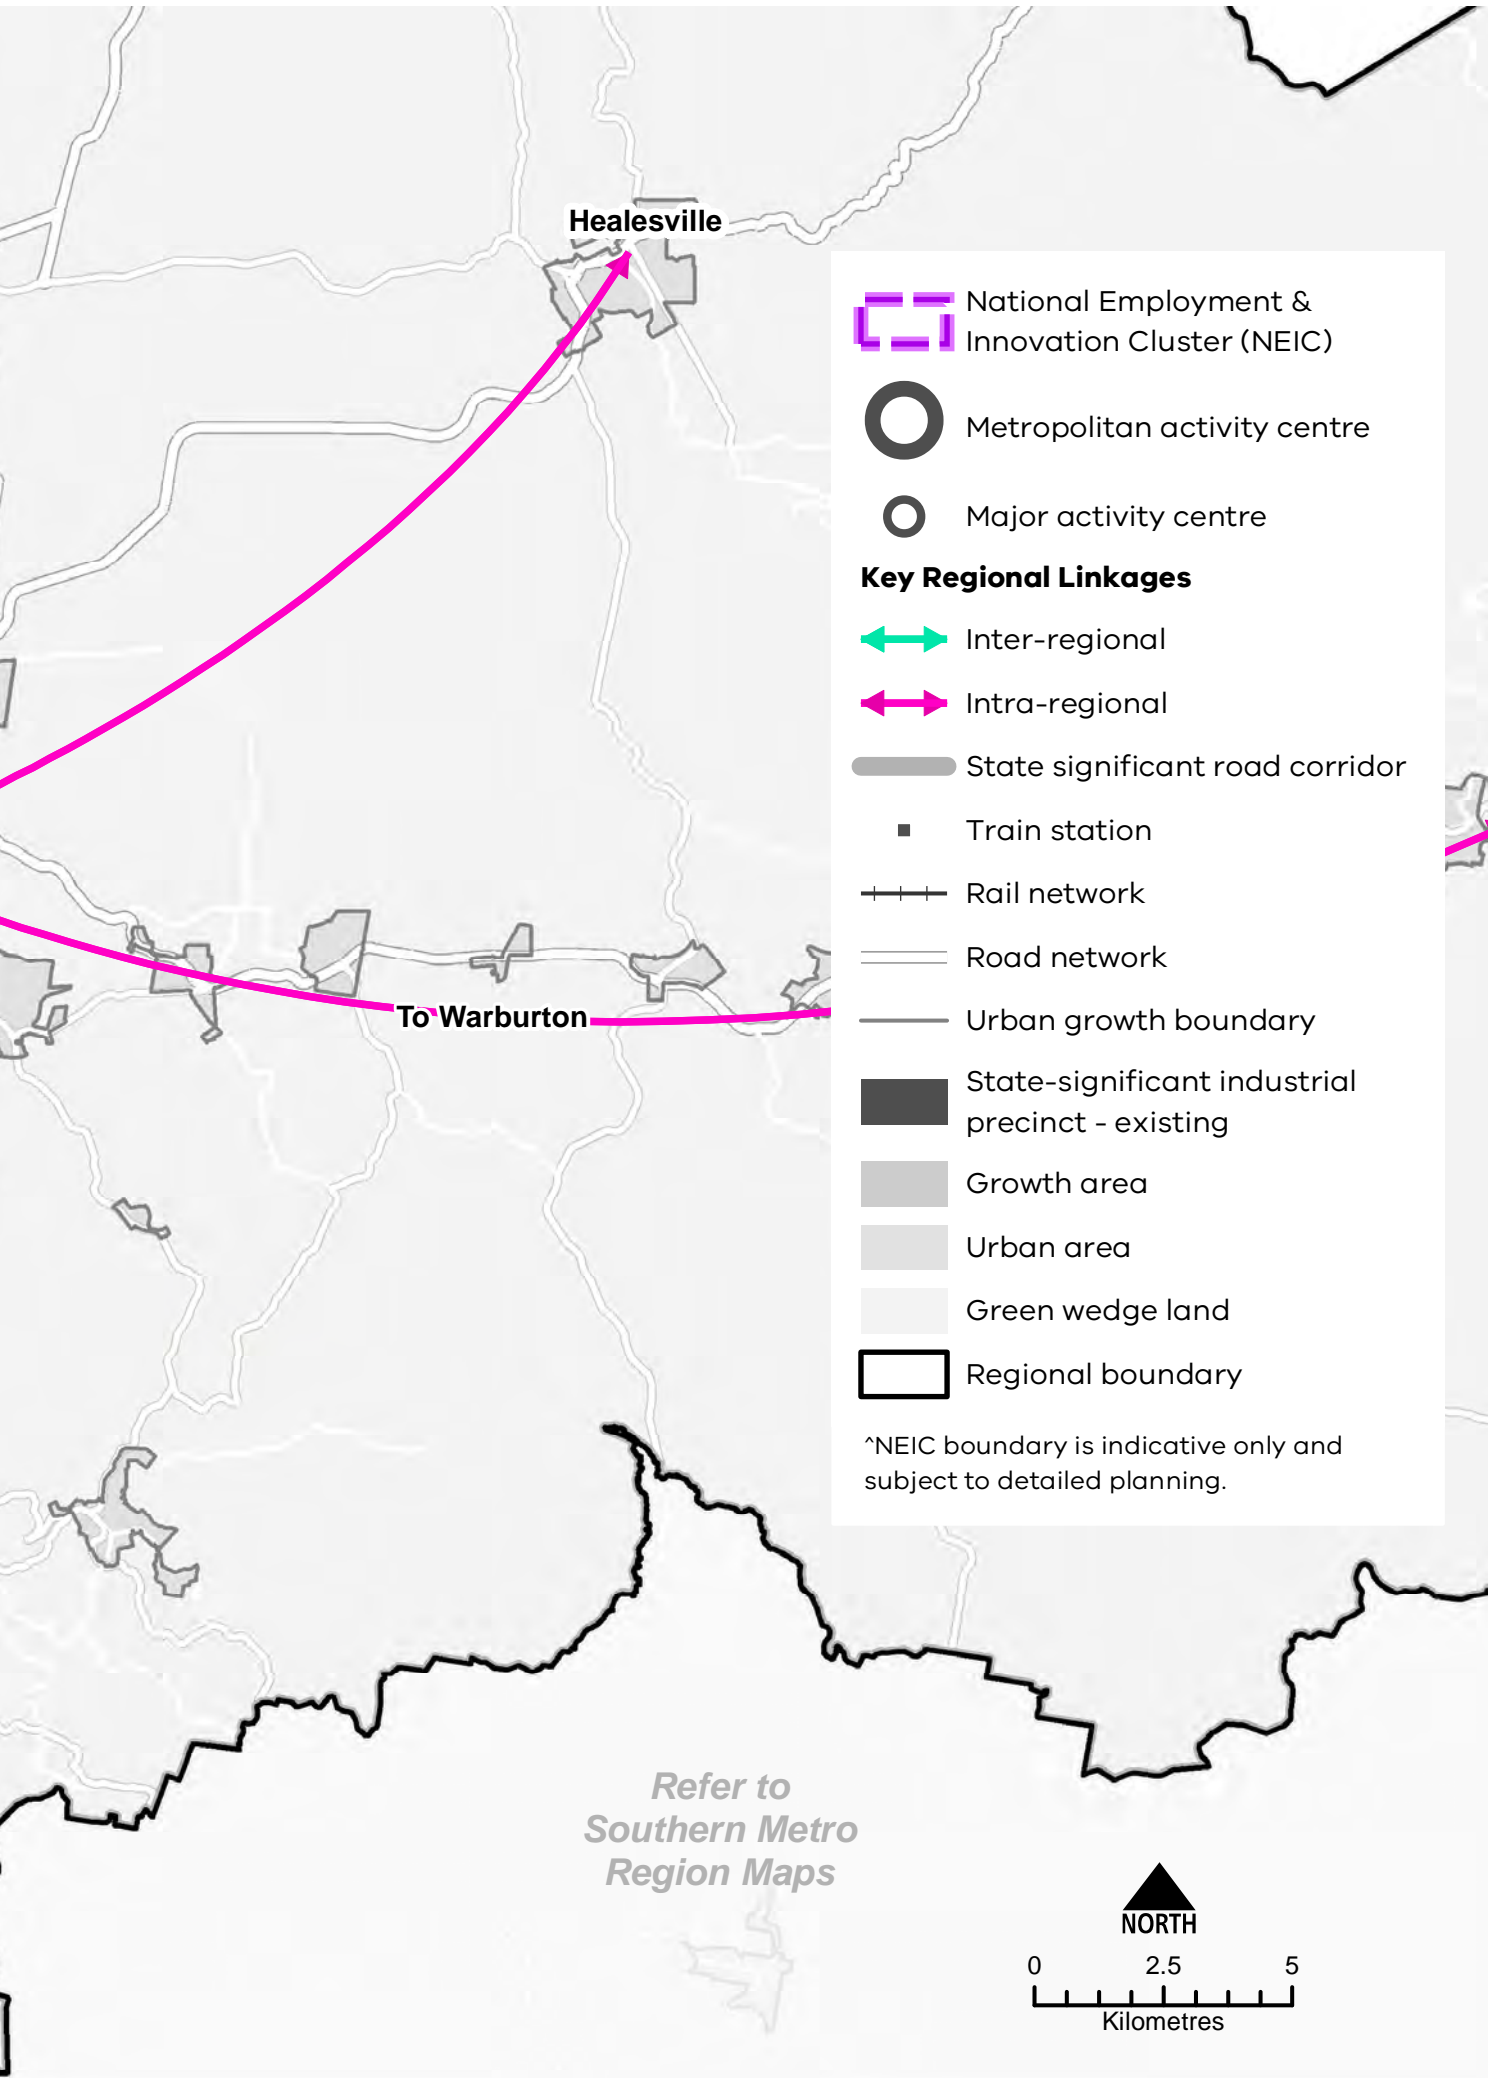 Healesville
National Employment &
Innovation Cluster (NEIC)
Metropolitan activity centre
Major activity centre
Key Regional Linkages
Inter-regional
Intra-regional
State significant road corridor
Train station
Rail network
Road network
To Warburton
Urban growth boundary
State-significant industrial
precinct - existing
Growth area
Urban area
Green wedge land
Regional boundary
^NEIC boundary is indicative only and
subject to detailed planning.
Refer to
Southern Metro
Region Maps
NORTH
0 2.5 5
Kilometres